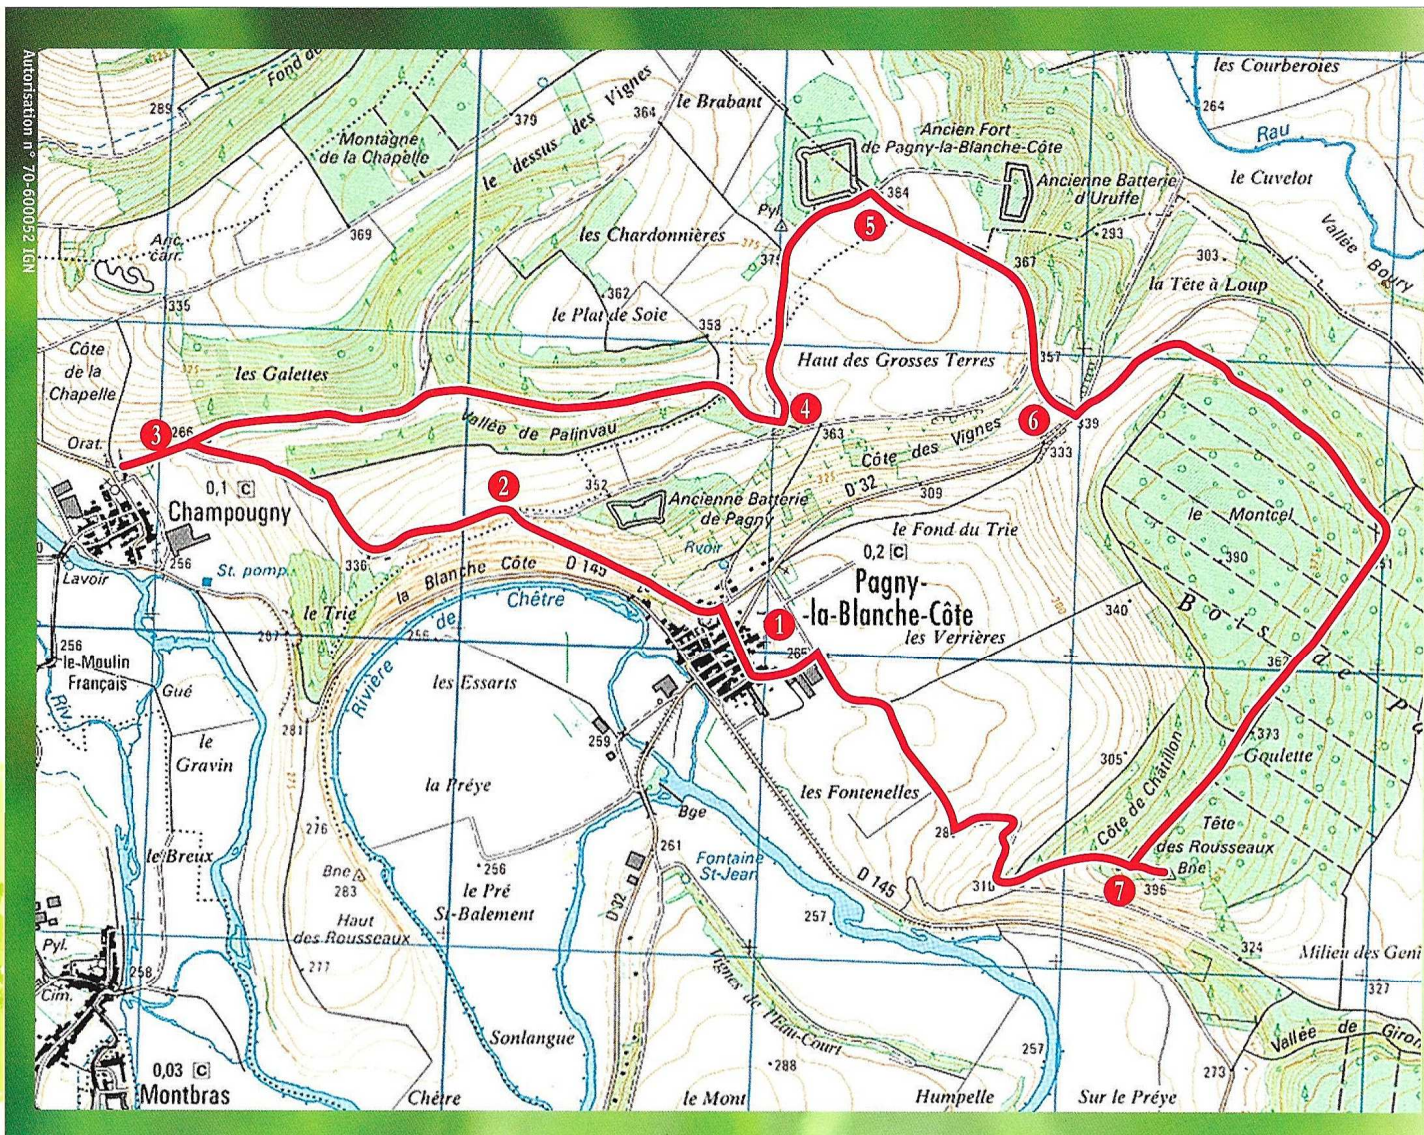 Autorisation n° 70-600052 IGN
les Courberoies
264
Rau
le Cuvelot
Vallée Boury
289
Montagne
de la Chapelle
379
le dessus des Vignes
364
le Brabant
Ancien Fort
de Pagny-la-Blanche-Côte
384
Ancienne Batterie
d'Uruffe
293
303
la Tête à Loup
369
Anc.
carr.
335
les Chardonnières
Pyl.
375
5
367
362
le Plat de Soie
358
Haut des Grosses Terres
357
Côte
de la
Chapelle
325
les Galettes
Orat.
3
266
Vallée de Palinvau
4
363
Côte des Vignes
6
333
0,1 C
Champougny
2
352
Ancienne Batterie
de Pagny
325
D 32
309
le Fond du Trie
le Montcel
390
Lavoir
256
St. pomp.
336
la Blanche Côte
D 145
Rvoir
0,2 C
Pagny-
-la-Blanche-Côte
340
Bois de
le Trie
Rivière de Chêtre
256
1
265
les Verrières
256
le-Moulin
Français
Gué
Riv.
281
les Essarts
le
Gravin
259
la Préye
305
Côte de Châtillon
373
Goulette
les Fontenelles
276
Bge
Tête
des Rousseaux
Bne
le Breux
Bne
283
256
le Pré
St-Balement
261
Fontaine
St-Jean
D 145
310
7
395
Haut
des Rousseaux
D 32
257
324
Milieu des Geni
Pyl.
277
258
327
Cim.
Vignes de l'Eau-Court
Sonlangue
257
Vallée de Giron
0,03 C
Montbras
288
273
Chêtre
le Mont
Humpelle
Sur le Préye